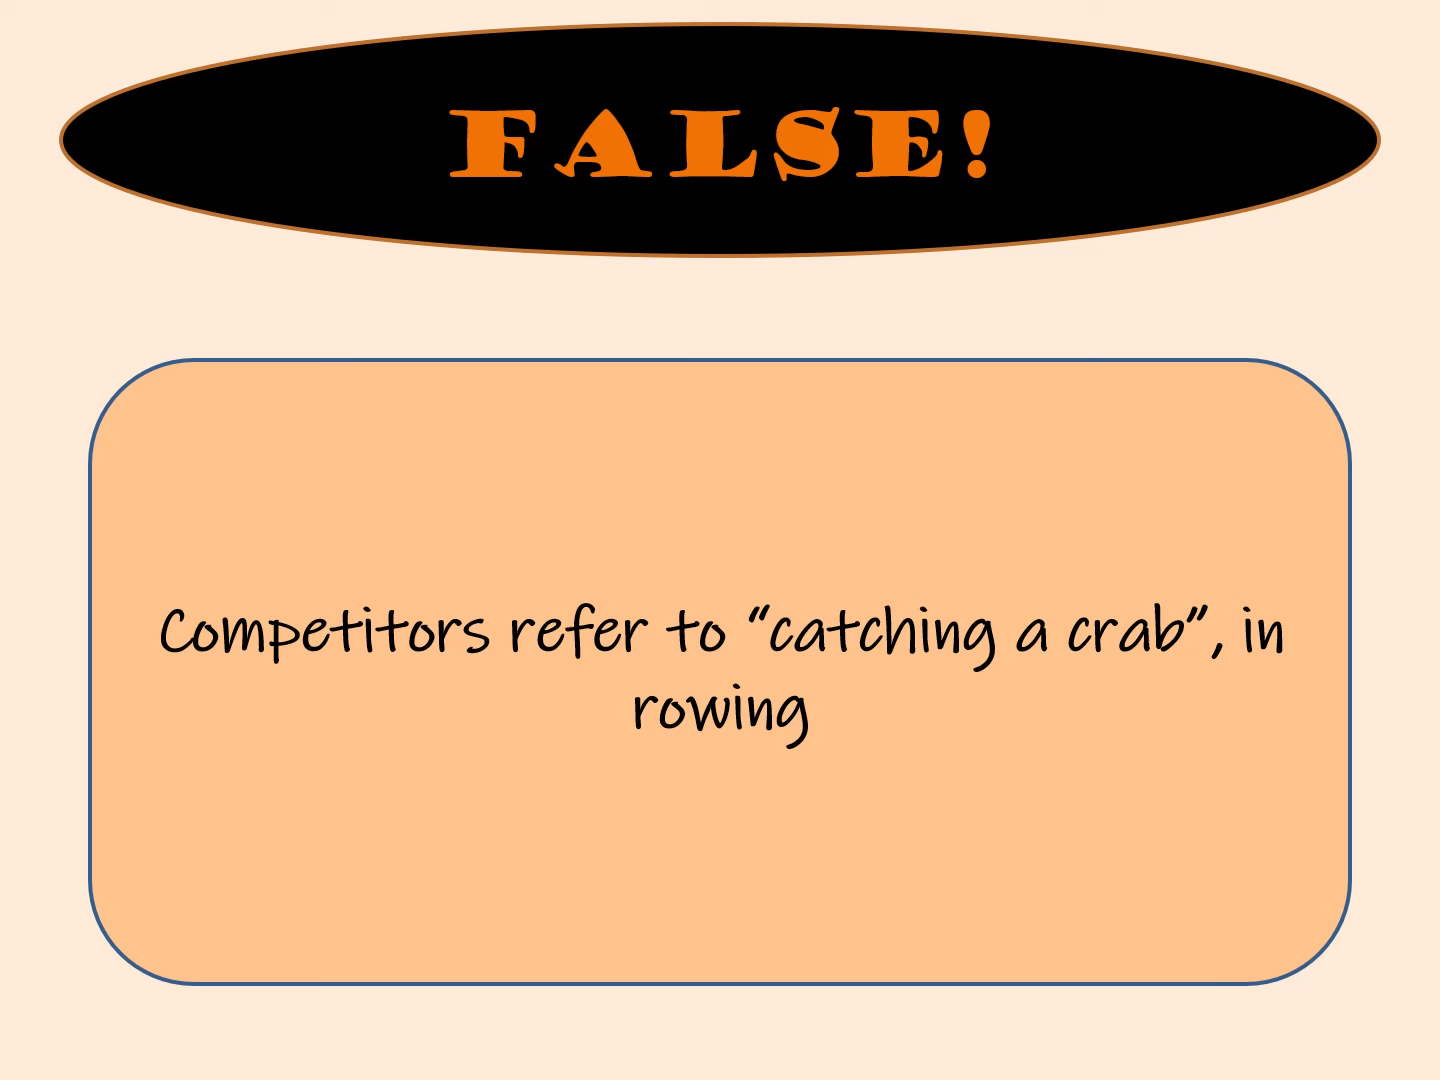 FALSE!
Competitors refer to “catching a crab”, in
rowing